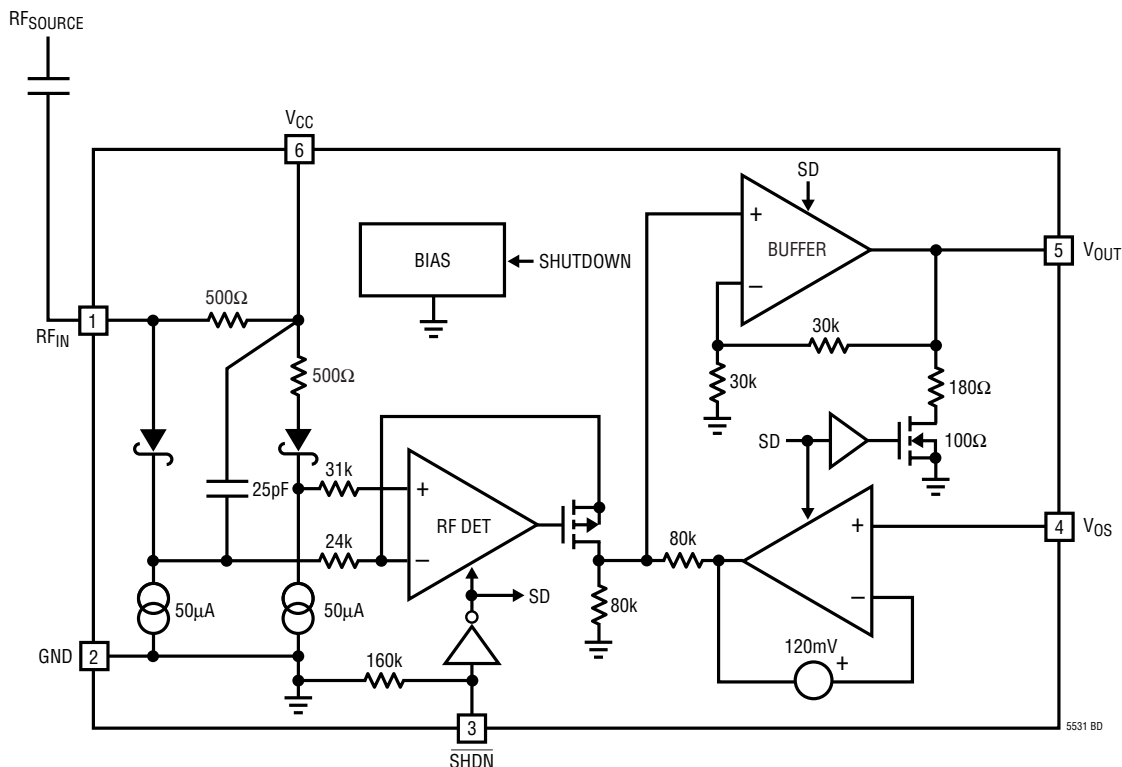 RFSOURCE
VCC
6
SD
+
BUFFER
–
5
VOUT
BIAS
SHUTDOWN
500Ω
1
RFIN
500Ω
30k
30k
180Ω
SD
100Ω
31k
25pF
+
RF DET
–
24k
80k
+
–
4
VOS
50µA
50µA
SD
80k
120mV
+
GND
2
160k
3
SHDN
5531 BD